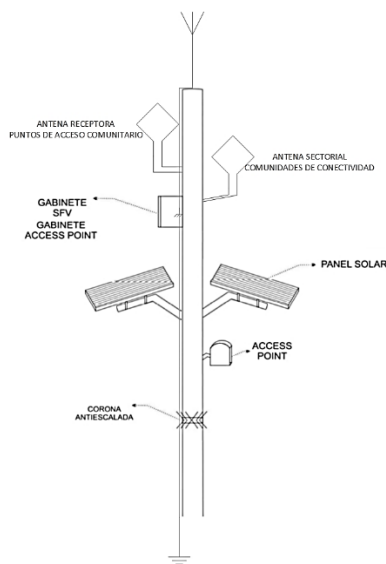 ANTENA RECEPTORA
PUNTOS DE ACCESO COMUNITARIO
ANTENA SECTORIAL
COMUNIDADES DE CONECTIVIDAD
GABINETE
SFV
GABINETE
ACCESS POINT
PANEL SOLAR
ACCESS
POINT
CORONA
ANTIESCALADA